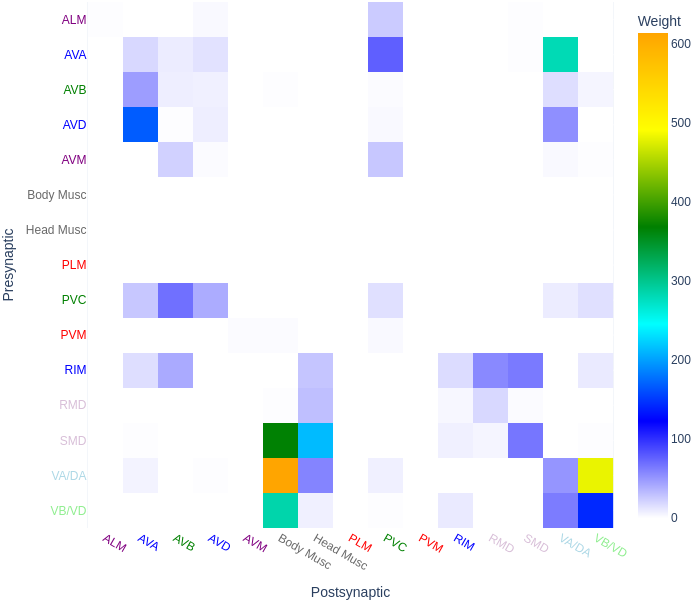 Weight
ALM
AVA
AVB
AVD
AVM
Body Musc
Head Musc
PLM
PVC
PVM
RIM
RMD
SMD
VA/DA
VB/VD
Presynaptic
600
500
400
300
200
100
0
ALM
AVA
AVB
AVD
AVM
Body Musc
Head Musc
PLM
PVC
PVM
RIM
RMD
SMD
VA/DA
VB/VD
Postsynaptic